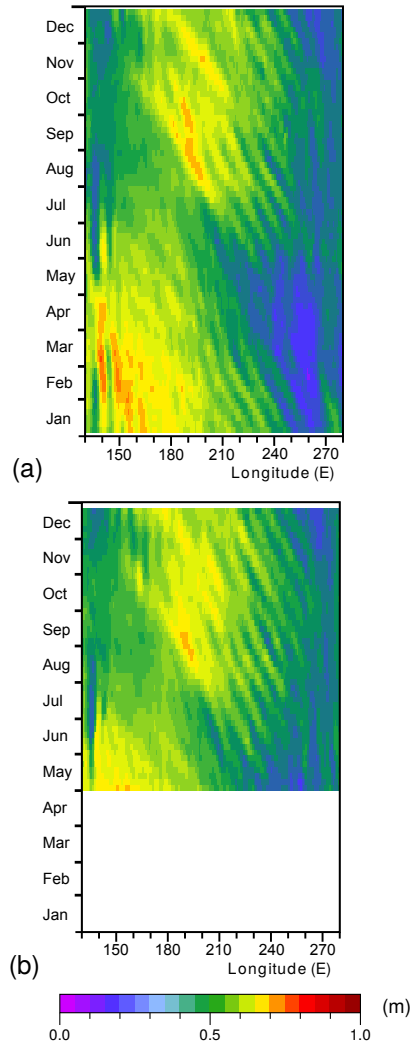 Dec
Nov
Oct
Sep
Aug
Jul
Jun
May
Apr
Mar
Feb
Jan
150 180 210 240 270
(a)
Longitude (E)
Dec
Nov
Oct
Sep
Aug
Jul
Jun
May
Apr
Mar
Feb
Jan
150 180 210 240 270
(b)
Longitude (E)
(m)
0.0 0.5 1.0